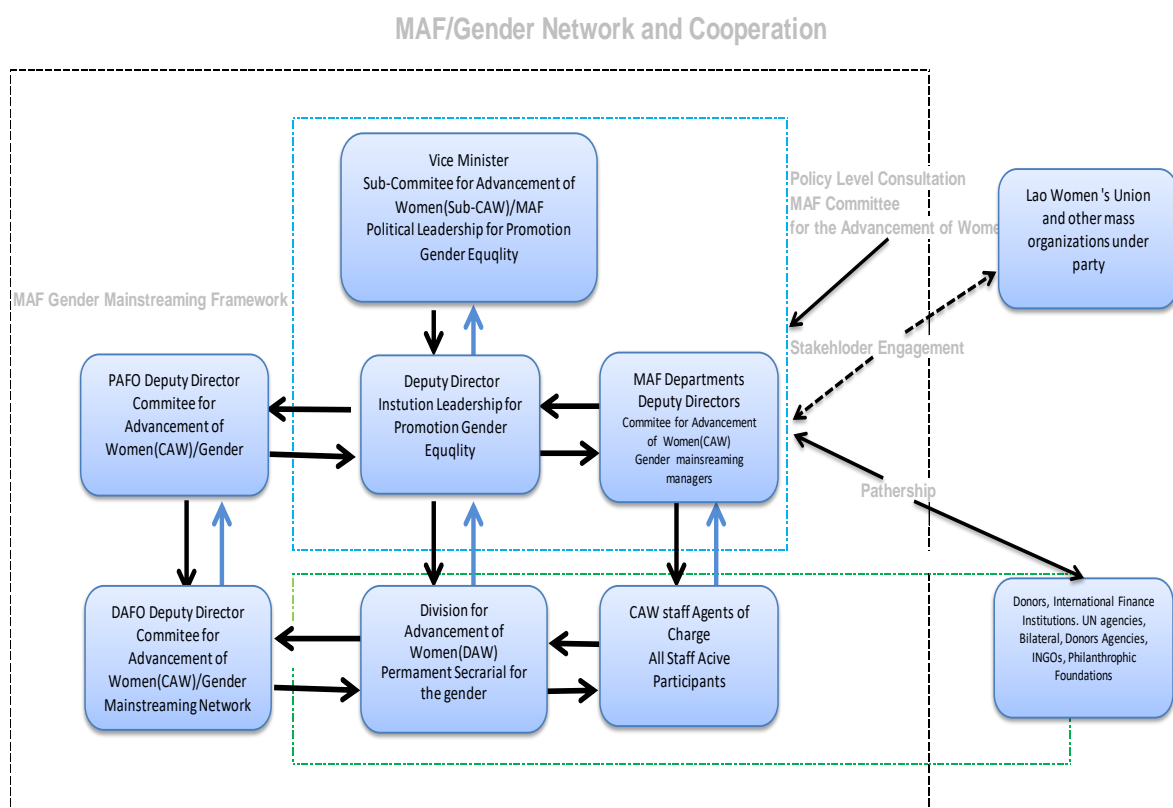 MAF/Gender Network and Cooperation
Vice Minister
Sub-Commitee for Advancement of
Women(Sub-CAW)/MAF
Political Leadership for Promotion
Gender Equqlity
Policy Level Consultation
MAF Committee
for the Advancement of Wome
Lao Women 's Union
and other mass
organizations under
party
MAF Gender Mainstreaming Framework
Stakehloder Engagement
PAFO Deputy Director
Commitee for
Advancement of
Women(CAW)/Gender
Deputy Director
Instution Leadership for
Promotion Gender
Equqlity
MAF Departments
Deputy Directors
Commitee for Advancement
of Women(CAW)
Gender mainsreaming
managers
Pathership
DAFO Deputy Director
Commitee for
Advancement of
Women(CAW)/Gender
Mainstreaming Network
Division for
Advancement of
Women(DAW)
Permament Secrarial for
the gender
CAW staff Agents of
Charge
All Staff Acive
Participants
Donors, International Finance
Institutions. UN agencies,
Bilateral, Donors Agencies,
INGOs, Philanthrophic
Foundations